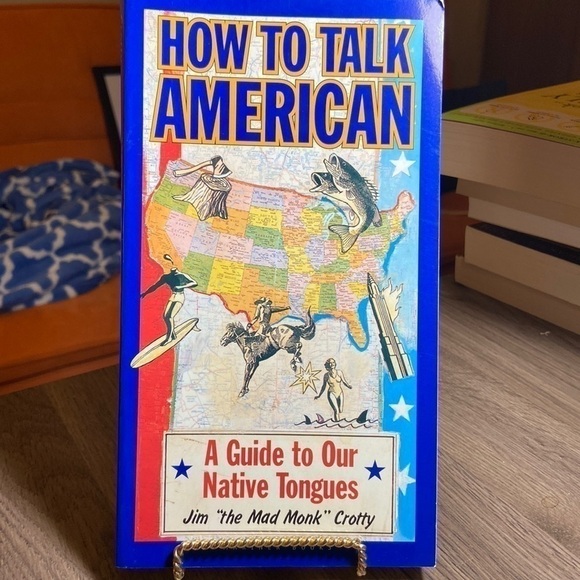 HOW TO TALK
AMERICAN
A Guide to Our
Native Tongues
Jim "the Mad Monk" Crotty